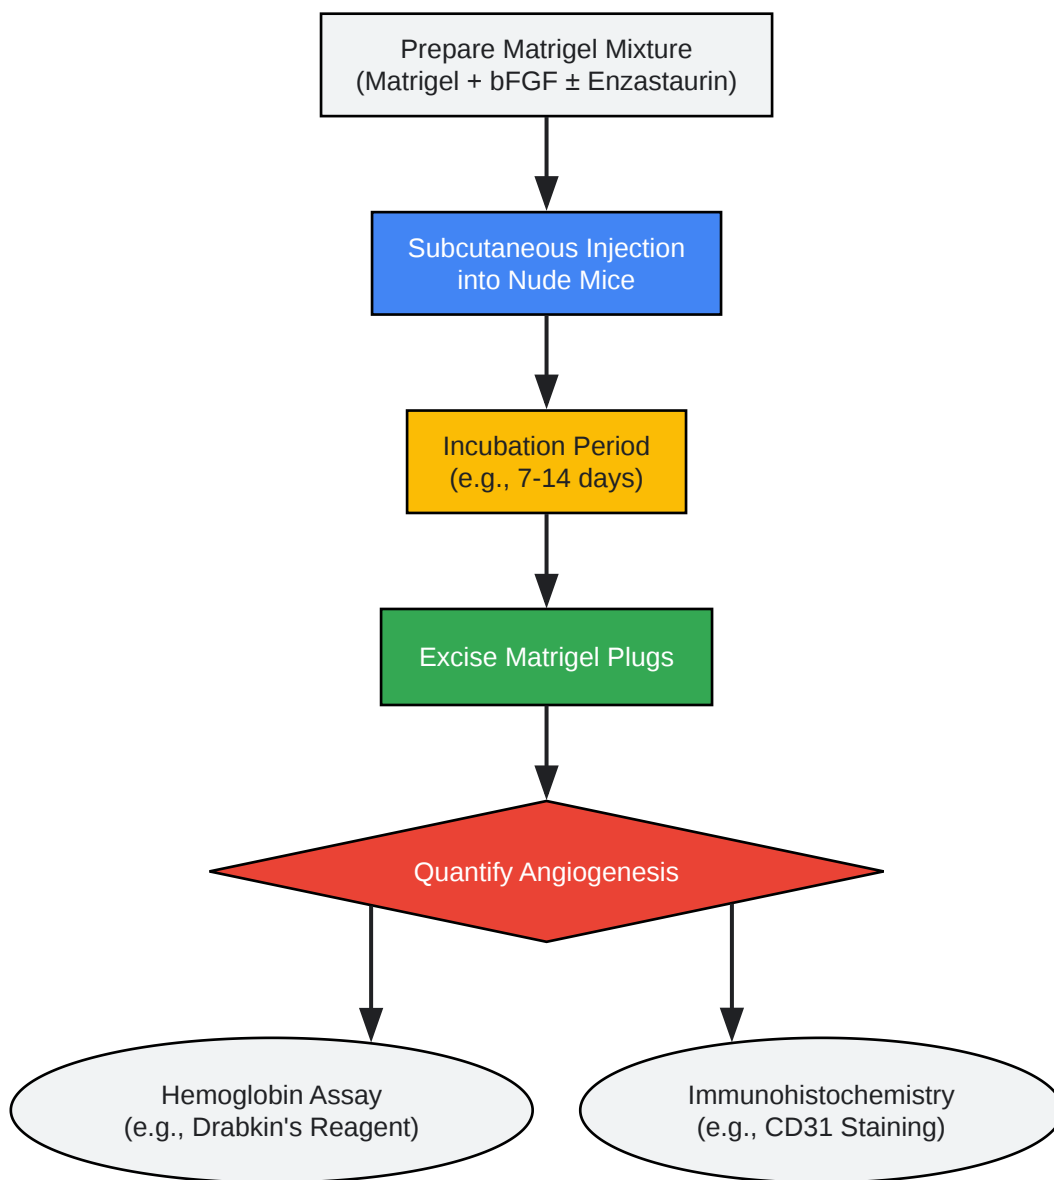 Prepare Matrigel Mixture
(Matrigel + bFGF ± Enzastaurin)
Subcutaneous Injection
into Nude Mice
Incubation Period
(e.g., 7-14 days)
Excise Matrigel Plugs
Quantify Angiogenesis
Hemoglobin Assay
(e.g., Drabkin's Reagent)
Immunohistochemistry
(e.g., CD31 Staining)